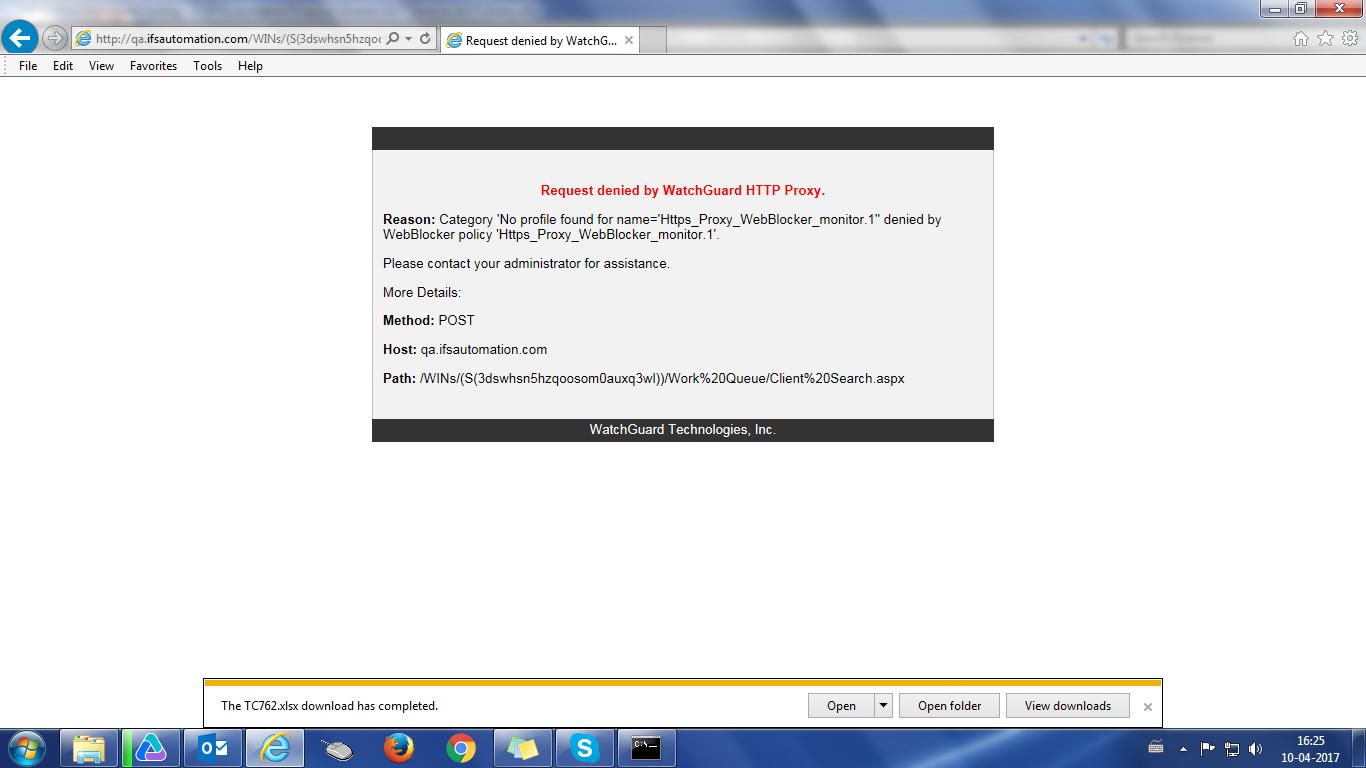 http://qa.ifsautomation.com/WINs/(S(3dswhsn5hzqo
Request denied by WatchG...
File Edit View Favorites Tools Help
Request denied by WatchGuard HTTP Proxy.
Reason: Category 'No profile found for name='Https_Proxy_WebBlocker_monitor.1'' denied by
WebBlocker policy 'Https_Proxy_WebBlocker_monitor.1'.
Please contact your administrator for assistance.
More Details:
Method: POST
Host: qa.ifsautomation.com
Path: /WINs/(S(3dswhsn5hzqoosom0auxq3wl))/Work%20Queue/Client%20Search.aspx
WatchGuard Technologies, Inc.
The TC762.xlsx download has completed.
Open Open folder View downloads
C:\_
16:25
10-04-2017